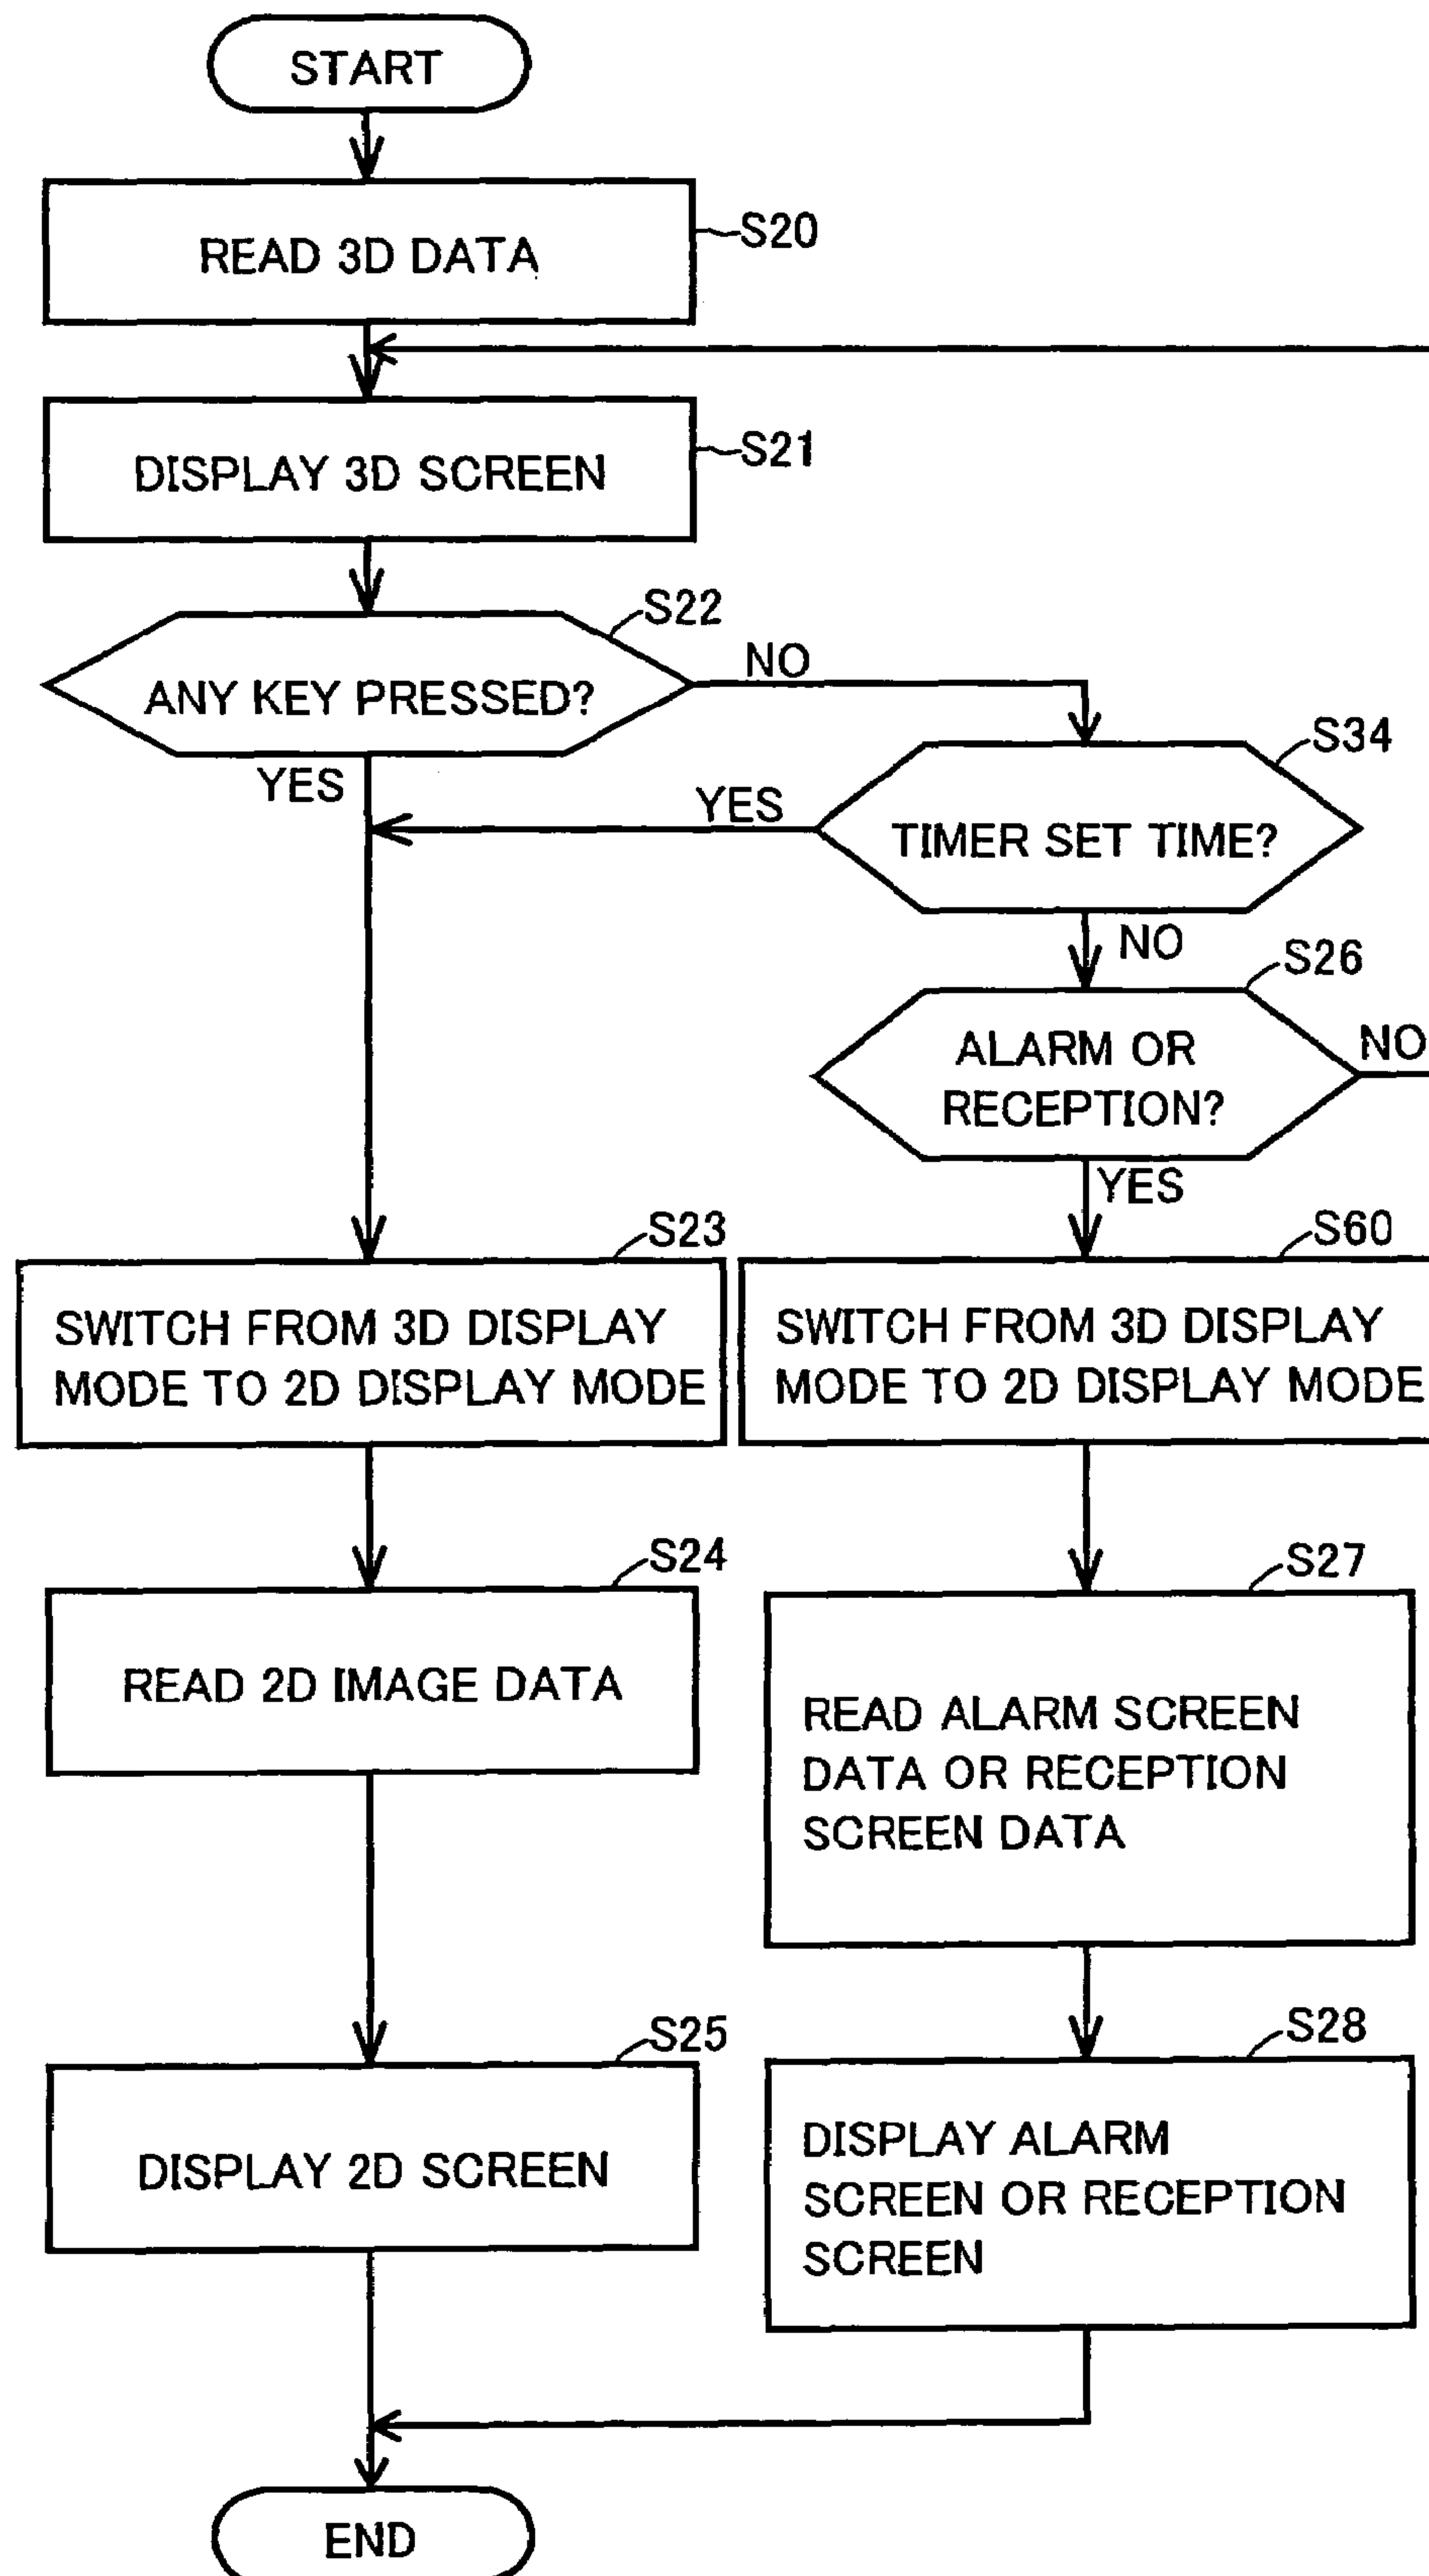 START
READ 3D DATA
S20
DISPLAY 3D SCREEN
S21
S22
ANY KEY PRESSED?
NO
YES
S34
TIMER SET TIME?
YES
NO
S26
ALARM OR
RECEPTION?
NO
YES
S23
SWITCH FROM 3D DISPLAY
MODE TO 2D DISPLAY MODE
S60
SWITCH FROM 3D DISPLAY
MODE TO 2D DISPLAY MODE
S24
READ 2D IMAGE DATA
S27
READ ALARM SCREEN
DATA OR RECEPTION
SCREEN DATA
S25
DISPLAY 2D SCREEN
S28
DISPLAY ALARM
SCREEN OR RECEPTION
SCREEN
END